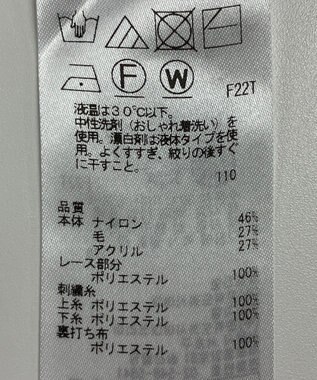 F W F22T
液温は30℃以下。
中性洗剤(おしゃれ着洗い)を
使用。漂白剤は液体タイプを使
用。よくすすぎ、絞りの後すぐ
に干すこと。
110
品質
本体 ナイロン 46%
毛 27%
アクリル 27%
レース部分
ポリエステル 100%
刺繍糸
上糸 ポリエステル 100%
下糸 ポリエステル 100%
裏打ち布
ポリエステル 100%